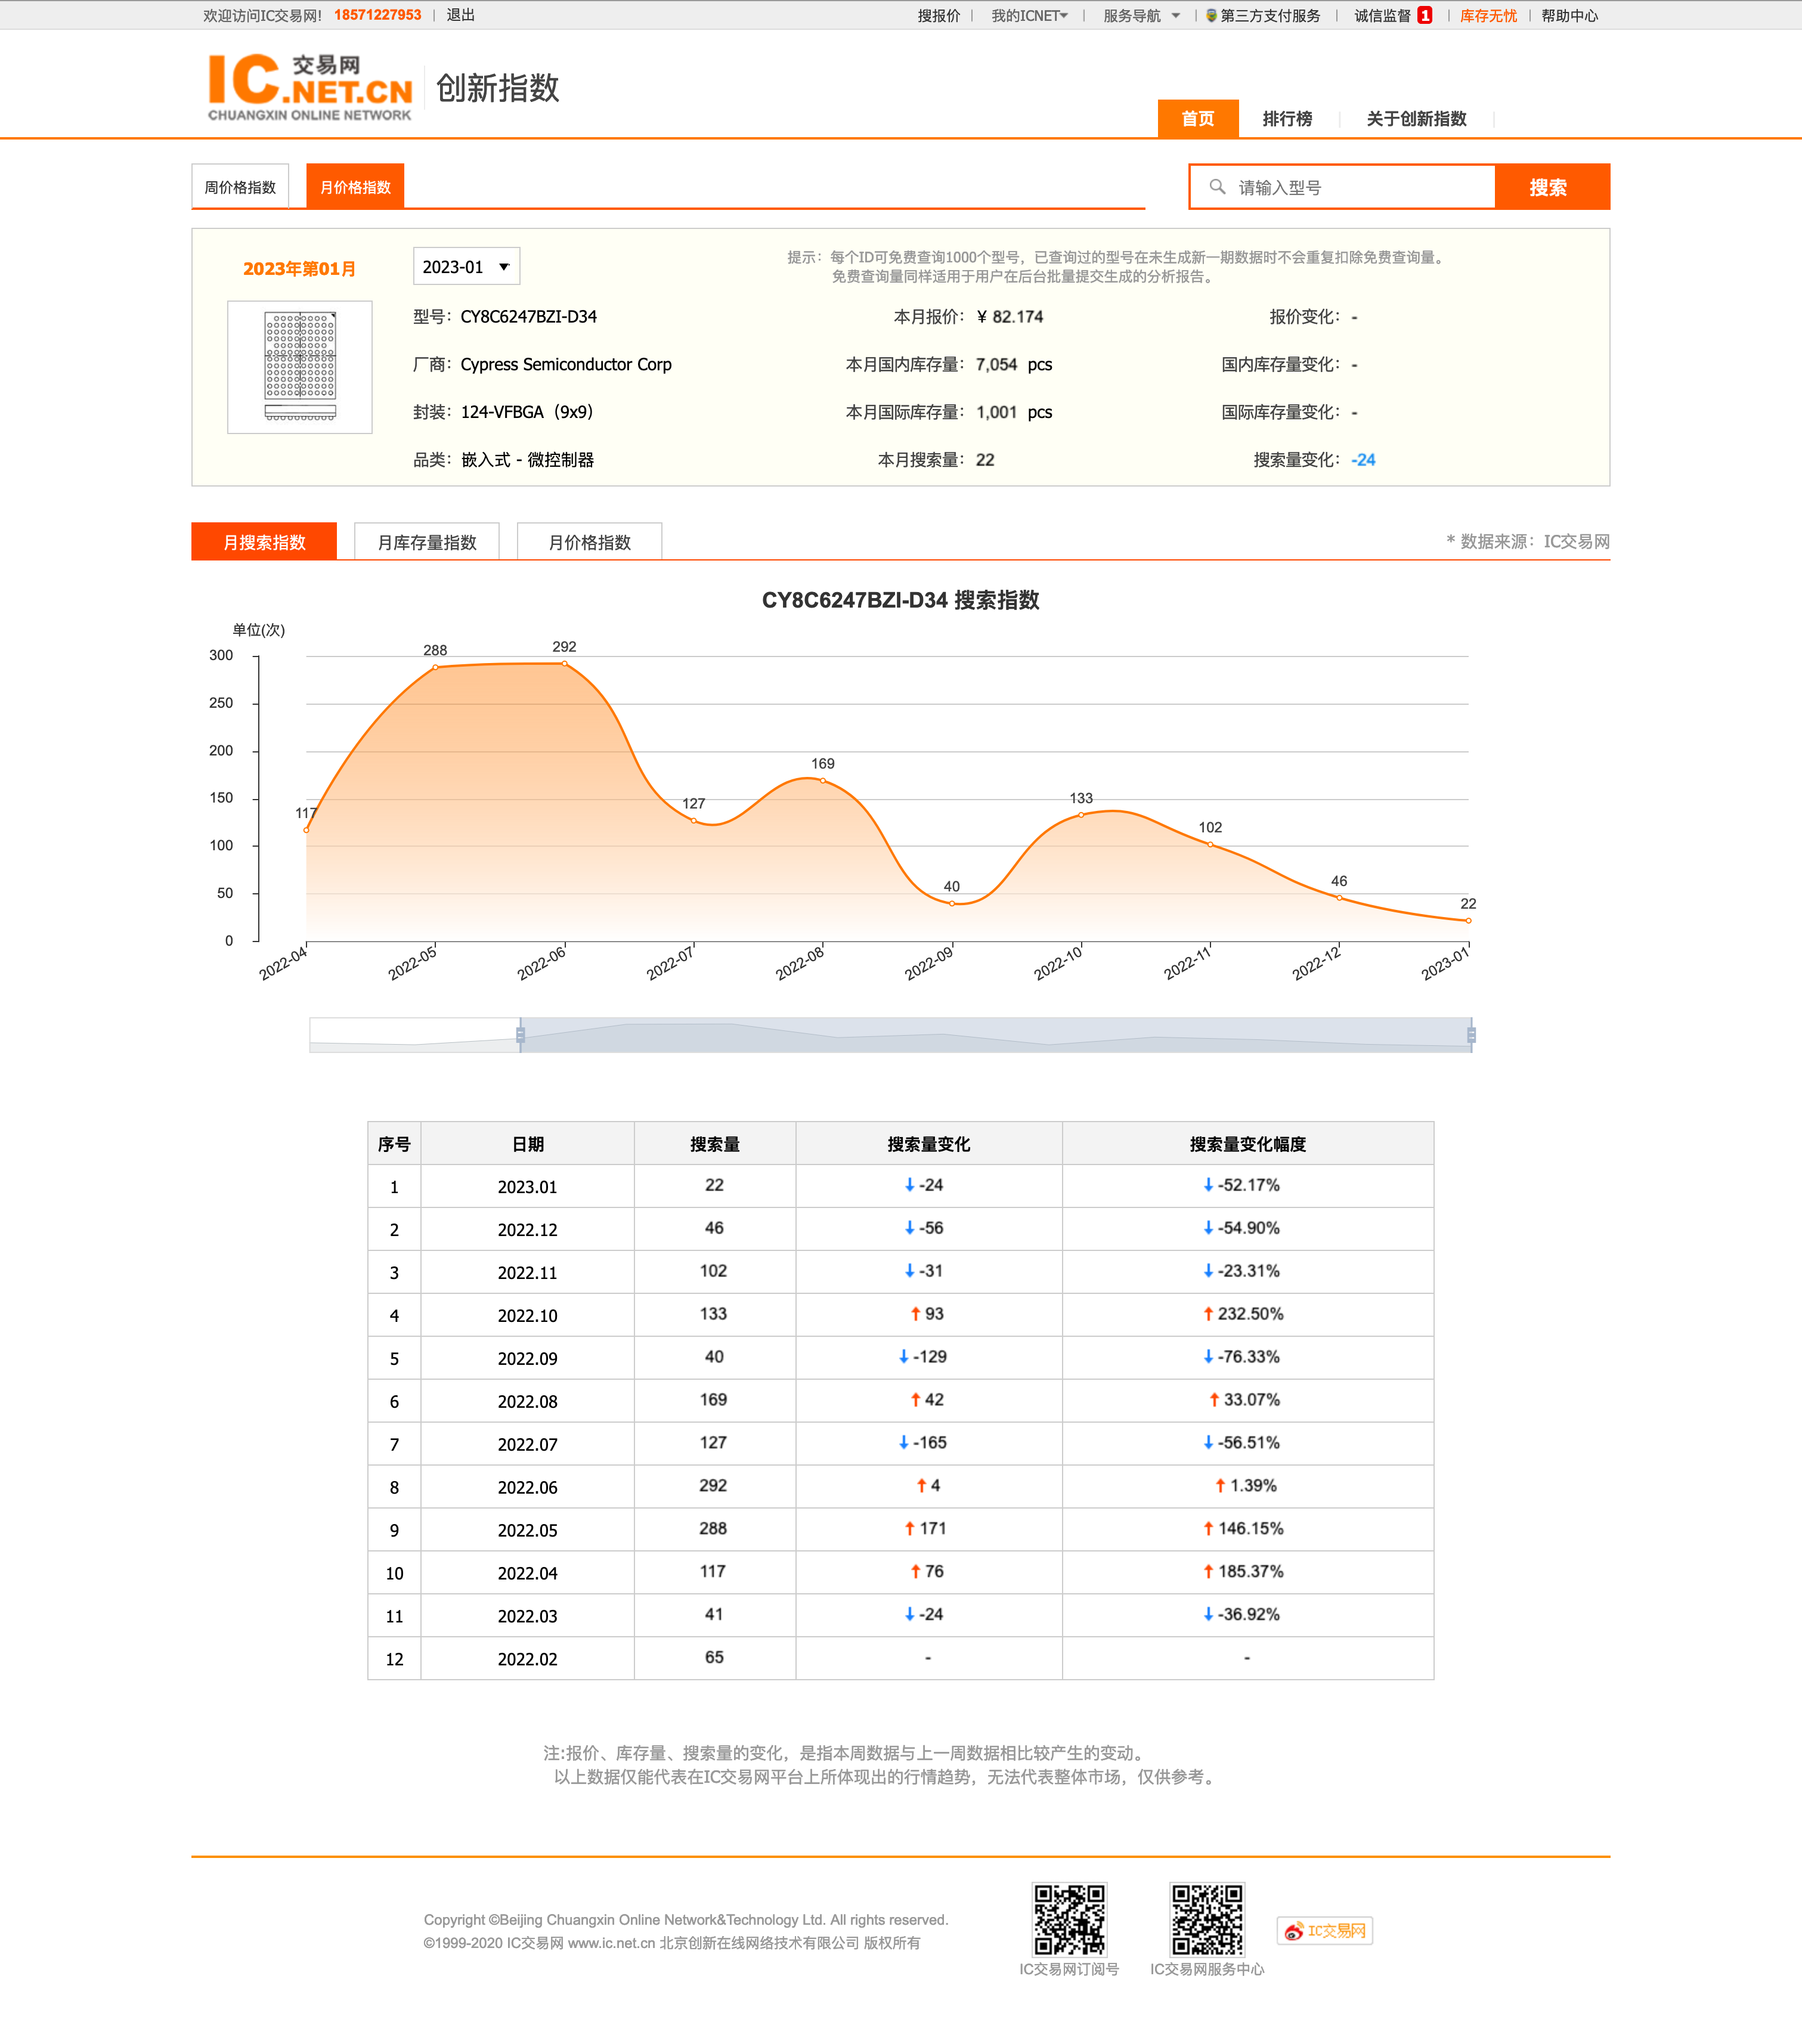 欢迎访问IC交易网! 18571227953 | 退出 搜报价 | 我的ICNET | 服务导航 | 第三方支付服务 | 诚信监督 1 | 库存无忧 | 帮助中心
IC交易网
.NET.CN
CHUANGXIN ONLINE NETWORK
创新指数
首页 排行榜 关于创新指数
周价格指数 月价格指数 请输入型号 搜索
2023年第01月 2023-01
提示：每个ID可免费查询1000个型号，已查询过的型号在未生成新一期数据时不会重复扣除免费查询量。
免费查询量同样适用于用户在后台批量提交生成的分析报告。
型号：CY8C6247BZI-D34 本月报价：¥ 82.174 报价变化：-
厂商：Cypress Semiconductor Corp 本月国内库存量：7,054 pcs 国内库存量变化：-
封装：124-VFBGA（9x9） 本月国际库存量：1,001 pcs 国际库存量变化：-
品类：嵌入式 - 微控制器 本月搜索量：22 搜索量变化：-24
月搜索指数 月库存量指数 月价格指数 * 数据来源：IC交易网
CY8C6247BZI-D34 搜索指数
单位(次)
300
250
200
150
100
50
0
117 288 292 127 169 40 133 102 46 22
2022-04 2022-05 2022-06 2022-07 2022-08 2022-09 2022-10 2022-11 2022-12 2023-01
序号 日期 搜索量 搜索量变化 搜索量变化幅度
1 2023.01 22 ↓ -24 ↓ -52.17%
2 2022.12 46 ↓ -56 ↓ -54.90%
3 2022.11 102 ↓ -31 ↓ -23.31%
4 2022.10 133 ↑ 93 ↑ 232.50%
5 2022.09 40 ↓ -129 ↓ -76.33%
6 2022.08 169 ↑ 42 ↑ 33.07%
7 2022.07 127 ↓ -165 ↓ -56.51%
8 2022.06 292 ↑ 4 ↑ 1.39%
9 2022.05 288 ↑ 171 ↑ 146.15%
10 2022.04 117 ↑ 76 ↑ 185.37%
11 2022.03 41 ↓ -24 ↓ -36.92%
12 2022.02 65 - -
注:报价、库存量、搜索量的变化，是指本周数据与上一周数据相比较产生的变动。
以上数据仅能代表在IC交易网平台上所体现出的行情趋势，无法代表整体市场，仅供参考。
Copyright ©Beijing Chuangxin Online Network&Technology Ltd. All rights reserved.
©1999-2020 IC交易网 www.ic.net.cn 北京创新在线网络技术有限公司 版权所有
IC交易网订阅号 IC交易网服务中心
IC交易网